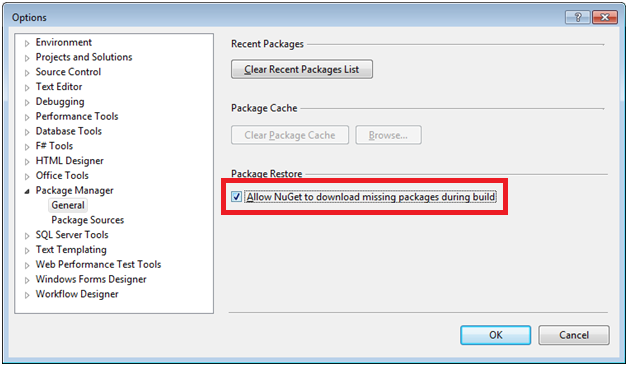 Options
Environment
Projects and Solutions
Source Control
Text Editor
Debugging
Performance Tools
Database Tools
F# Tools
HTML Designer
Office Tools
Package Manager
General
Package Sources
SQL Server Tools
Text Templating
Web Performance Test Tools
Windows Forms Designer
Workflow Designer
Recent Packages
Clear Recent Packages List
Package Cache
Clear Package Cache
Browse...
Package Restore
Allow NuGet to download missing packages during build
OK
Cancel